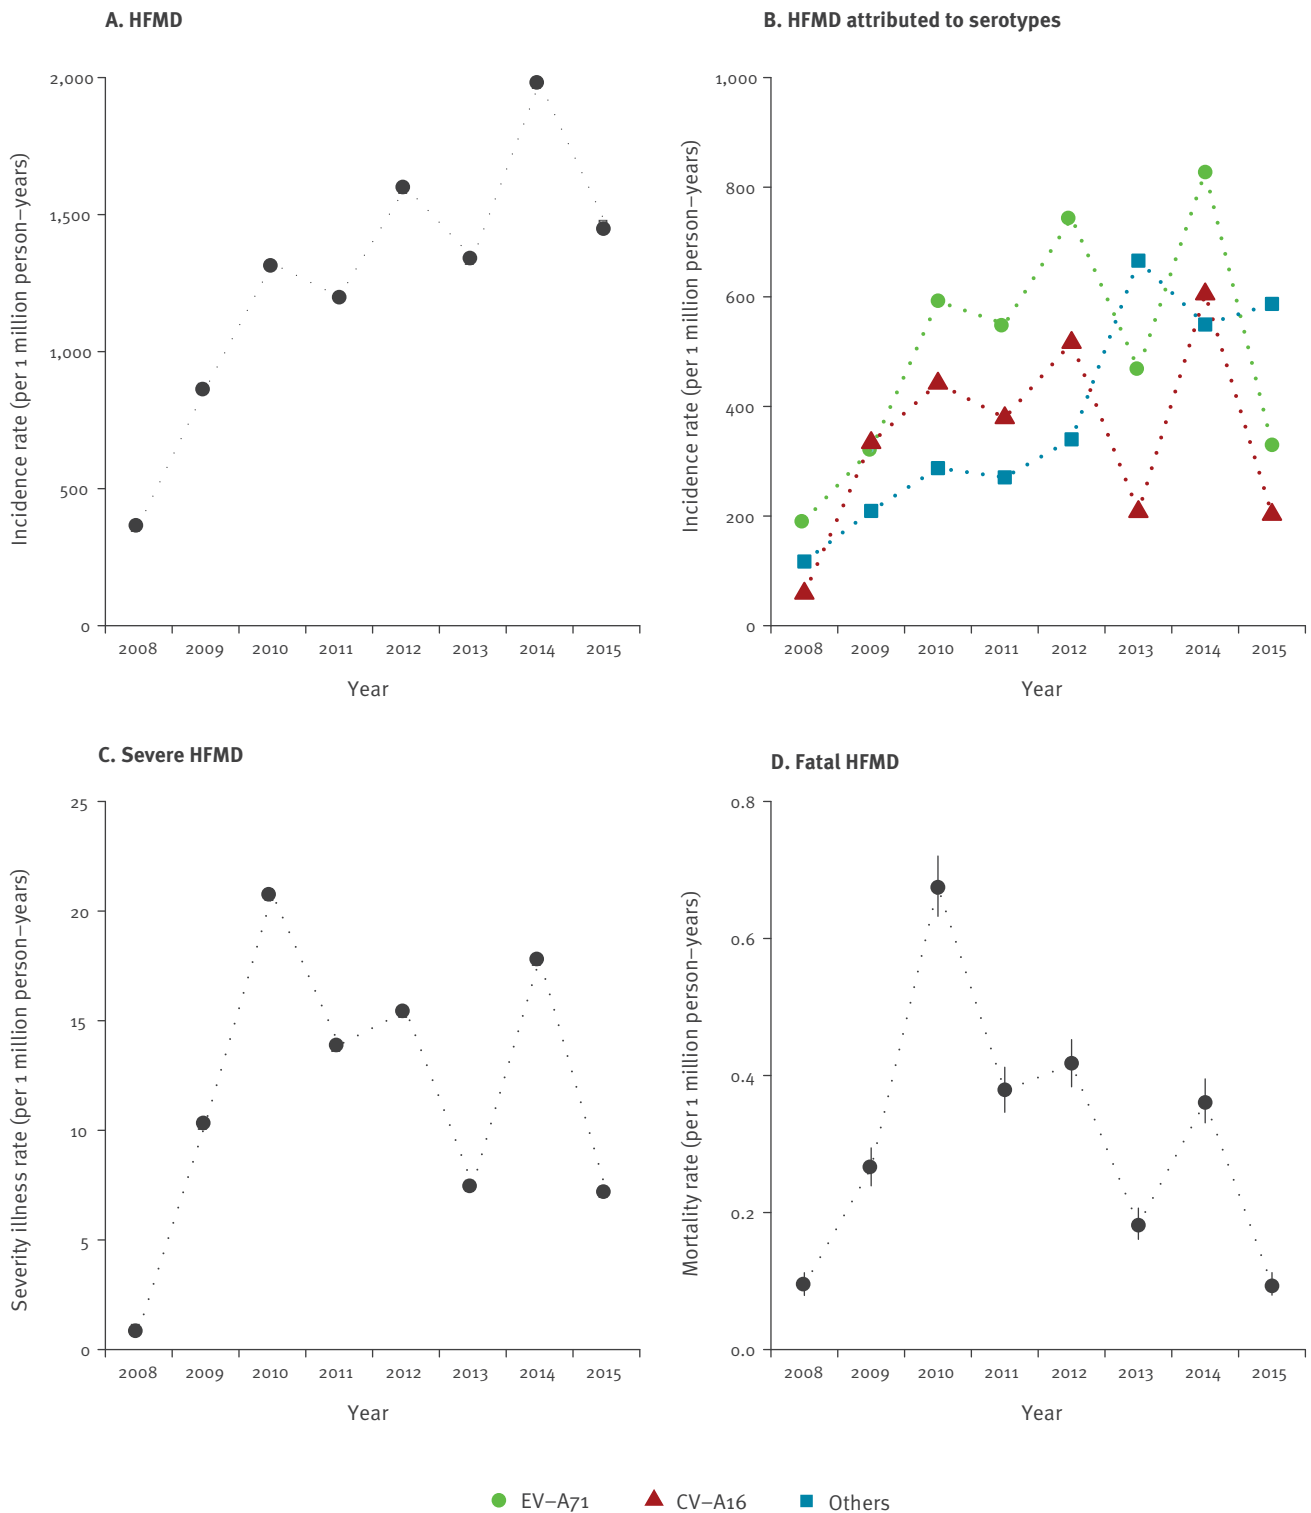 A. HFMD
B. HFMD attributed to serotypes
Incidence rate (per 1 million person–years)
2,000
1,500
1,000
500
0
2008 2009 2010 2011 2012 2013 2014 2015
Year
Incidence rate (per 1 million person–years)
1,000
800
600
400
200
0
2008 2009 2010 2011 2012 2013 2014 2015
Year
C. Severe HFMD
D. Fatal HFMD
Severity illness rate (per 1 million person–years)
25
20
15
10
5
0
2008 2009 2010 2011 2012 2013 2014 2015
Year
Mortality rate (per 1 million person–years)
0.8
0.6
0.4
0.2
0.0
2008 2009 2010 2011 2012 2013 2014 2015
Year
EV–A71 CV–A16 Others